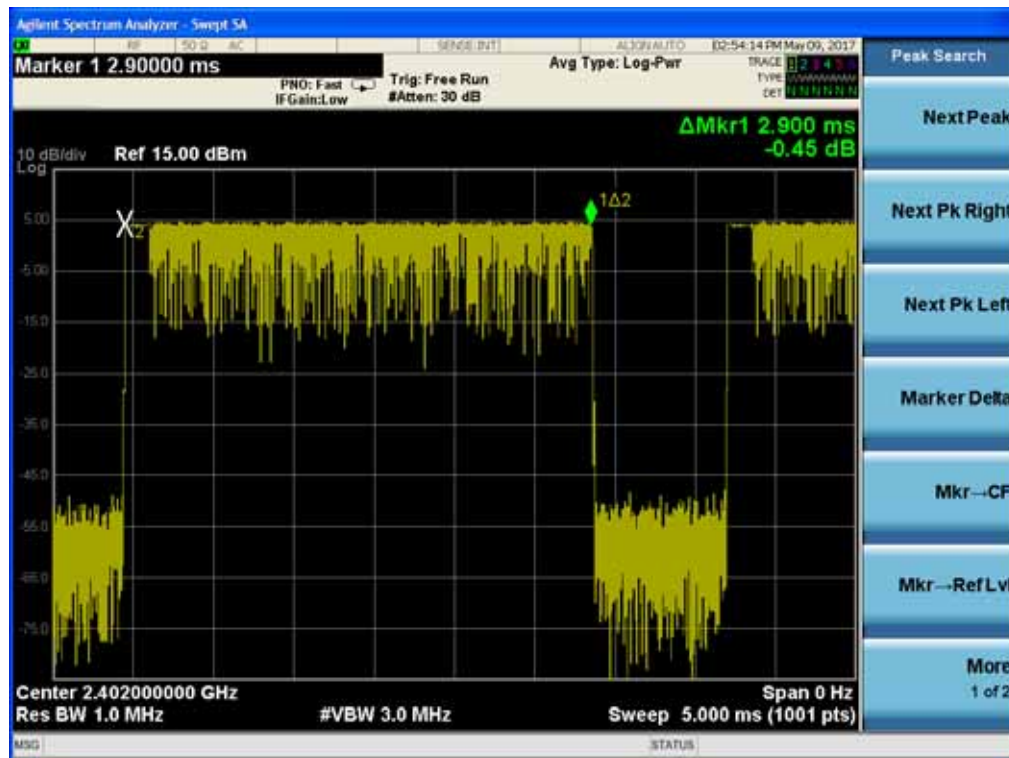 Agilent Spectrum Analyzer - Swept SA
RF 50 Ω AC SENSE:INT ALIGN AUTO 02:54:14 PM May 09, 2017
Marker 1 2.90000 ms
PNO: Fast
IFGain:Low
Trig: Free Run
#Atten: 30 dB
Avg Type: Log-Pwr
TRACE 1 2 3 4 5 6
TYPE
DET N N N N N N
Peak Search
ΔMkr1 2.900 ms
-0.45 dB
10 dB/div Ref 15.00 dBm
Log
5.00
-5.00
-15.0
-25.0
-35.0
-45.0
-55.0
-65.0
-75.0
X2
1Δ2
Next Peak
Next Pk Right
Next Pk Left
Marker Delta
Mkr→CF
Mkr→Ref Lvl
More
1 of 2
Center 2.402000000 GHz Span 0 Hz
Res BW 1.0 MHz #VBW 3.0 MHz Sweep 5.000 ms (1001 pts)
MSG STATUS